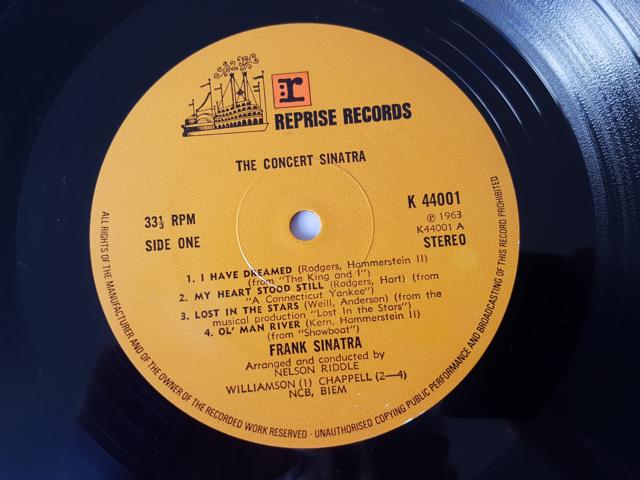 r:
REPRISE RECORDS
THE CONCERT SINATRA
33⅓ RPM
SIDE ONE
K 44001
℗ 1963
K44001 A
STEREO
1. I HAVE DREAMED (Rodgers, Hammerstein II)
(from "The King and I")
2. MY HEART STOOD STILL (Rodgers, Hart) (from
"A Connecticut Yankee")
3. LOST IN THE STARS (Weill, Anderson) (from the
musical production "Lost In the Stars")
4. OL' MAN RIVER (Kern, Hammerstein II)
(from "Showboat")
FRANK SINATRA
Arranged and conducted by
NELSON RIDDLE
WILLIAMSON (1) CHAPPELL (2–4)
NCB, BIEM
ALL RIGHTS OF THE MANUFACTURER AND OF THE OWNER OF THE RECORDED WORK RESERVED · UNAUTHORISED COPYING PUBLIC PERFORMANCE AND BROADCASTING OF THIS RECORD PROHIBITED